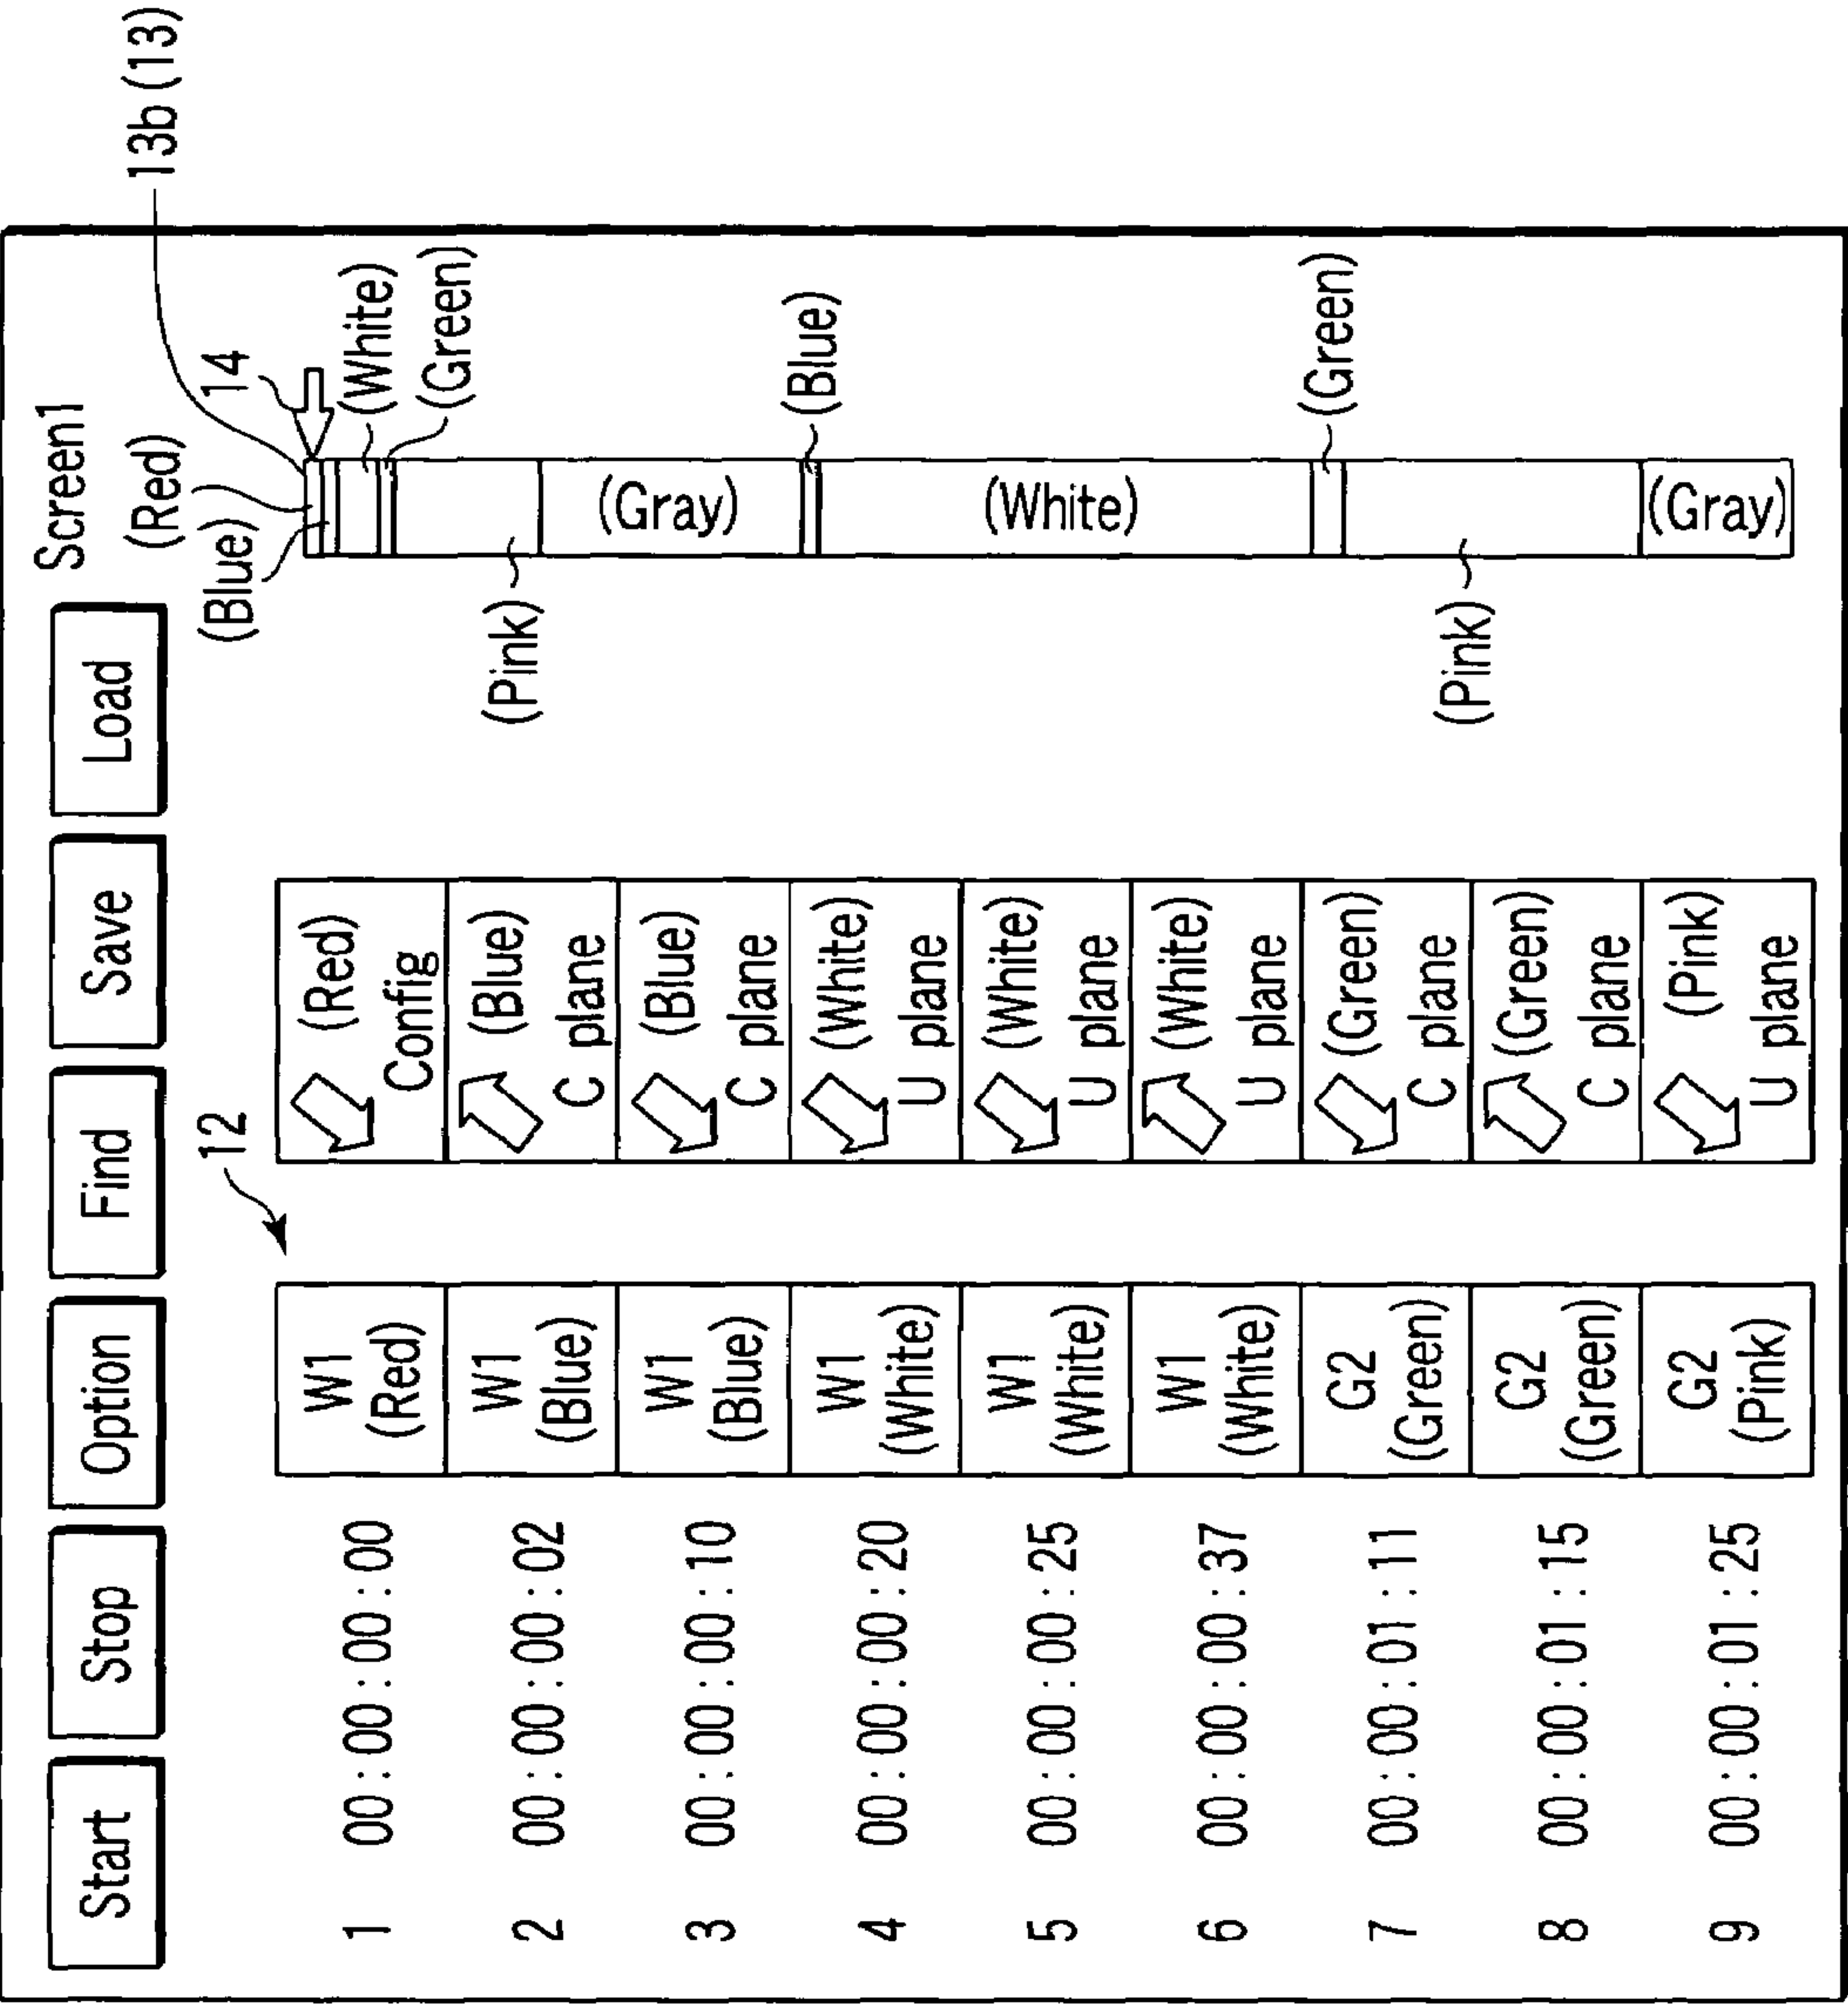 Screen1
Start Stop Option Find Save Load
12
13b (13)
14
(Red)
(Blue)
(White)
(Green)
(Pink)
(Gray)
(Blue)
(White)
(Green)
(Pink)
(Gray)
1 00:00:00:00 W1 (Red) (Red) Config
2 00:00:00:02 W1 (Blue) (Blue) C plane
3 00:00:00:10 W1 (Blue) (Blue) C plane
4 00:00:00:20 W1 (White) (White) U plane
5 00:00:00:25 W1 (White) (White) U plane
6 00:00:00:37 W1 (White) (White) U plane
7 00:00:01:11 G2 (Green) (Green) C plane
8 00:00:01:15 G2 (Green) (Green) C plane
9 00:00:01:25 G2 (Pink) (Pink) U plane